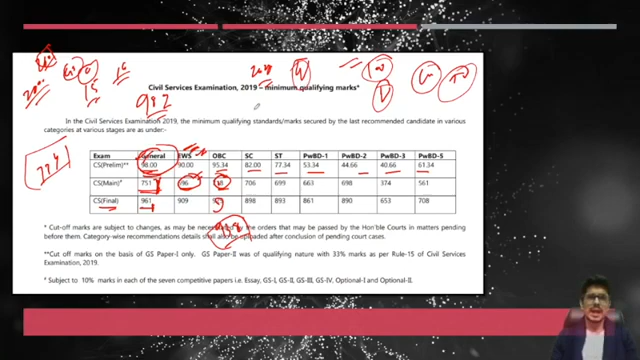 982
Civil Services Examination, 2019 – minimum qualifying marks*
In the Civil Services Examination 2019, the minimum qualifying standards/marks secured by the last recommended candidate in various
categories at various stages are as under:-
Exam General EWS OBC SC ST PwBD-1 PwBD-2 PwBD-3 PwBD-5
CS(Prelim)** 98.00 90.00 95.34 82.00 77.34 53.34 44.66 40.66 61.34
CS(Main)# 751 706 699 663 698 374 561
CS(Final) 961 909 898 893 861 890 653 708
* Cut-off marks are subject to changes, as may be necessitated by the orders that may be passed by the Hon'ble Courts in matters pending
before them. Category-wise recommendations details shall also be uploaded after conclusion of pending court cases.
**Cut off marks on the basis of GS Paper-I only. GS Paper-II was of qualifying nature with 33% marks as per Rule-15 of Civil Services
Examination, 2019.
# Subject to 10% marks in each of the seven competitive papers i.e. Essay, GS-I, GS-II, GS-III, GS-IV, Optional-I and Optional-II.